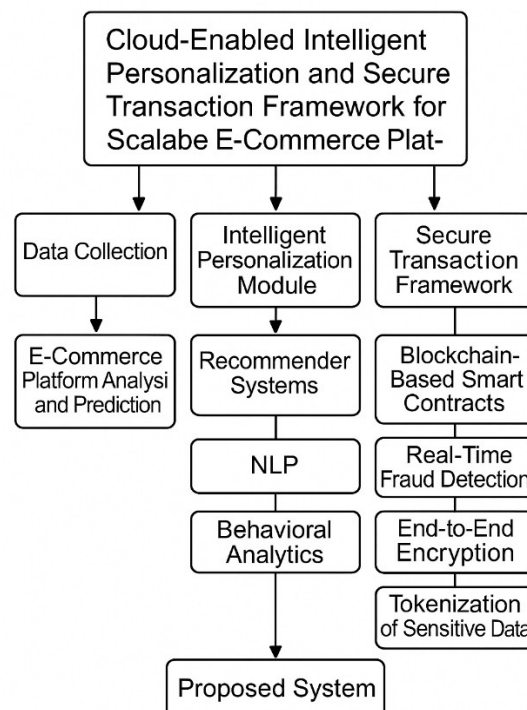 Cloud-Enabled Intelligent
Personalization and Secure
Transaction Framework for
Scalabe E-Commerce Plat-
Data Collection
E-Commerce
Platform Analysi
and Prediction
Intelligent
Personalization
Module
Recommender
Systems
NLP
Behavioral
Analytics
Secure
Transaction
Framework
Blockchain-
Based Smart
Contracts
Real-Time
Fraud Detection
End-to-End
Encryption
Tokenization
of Sensitive Data
Proposed System